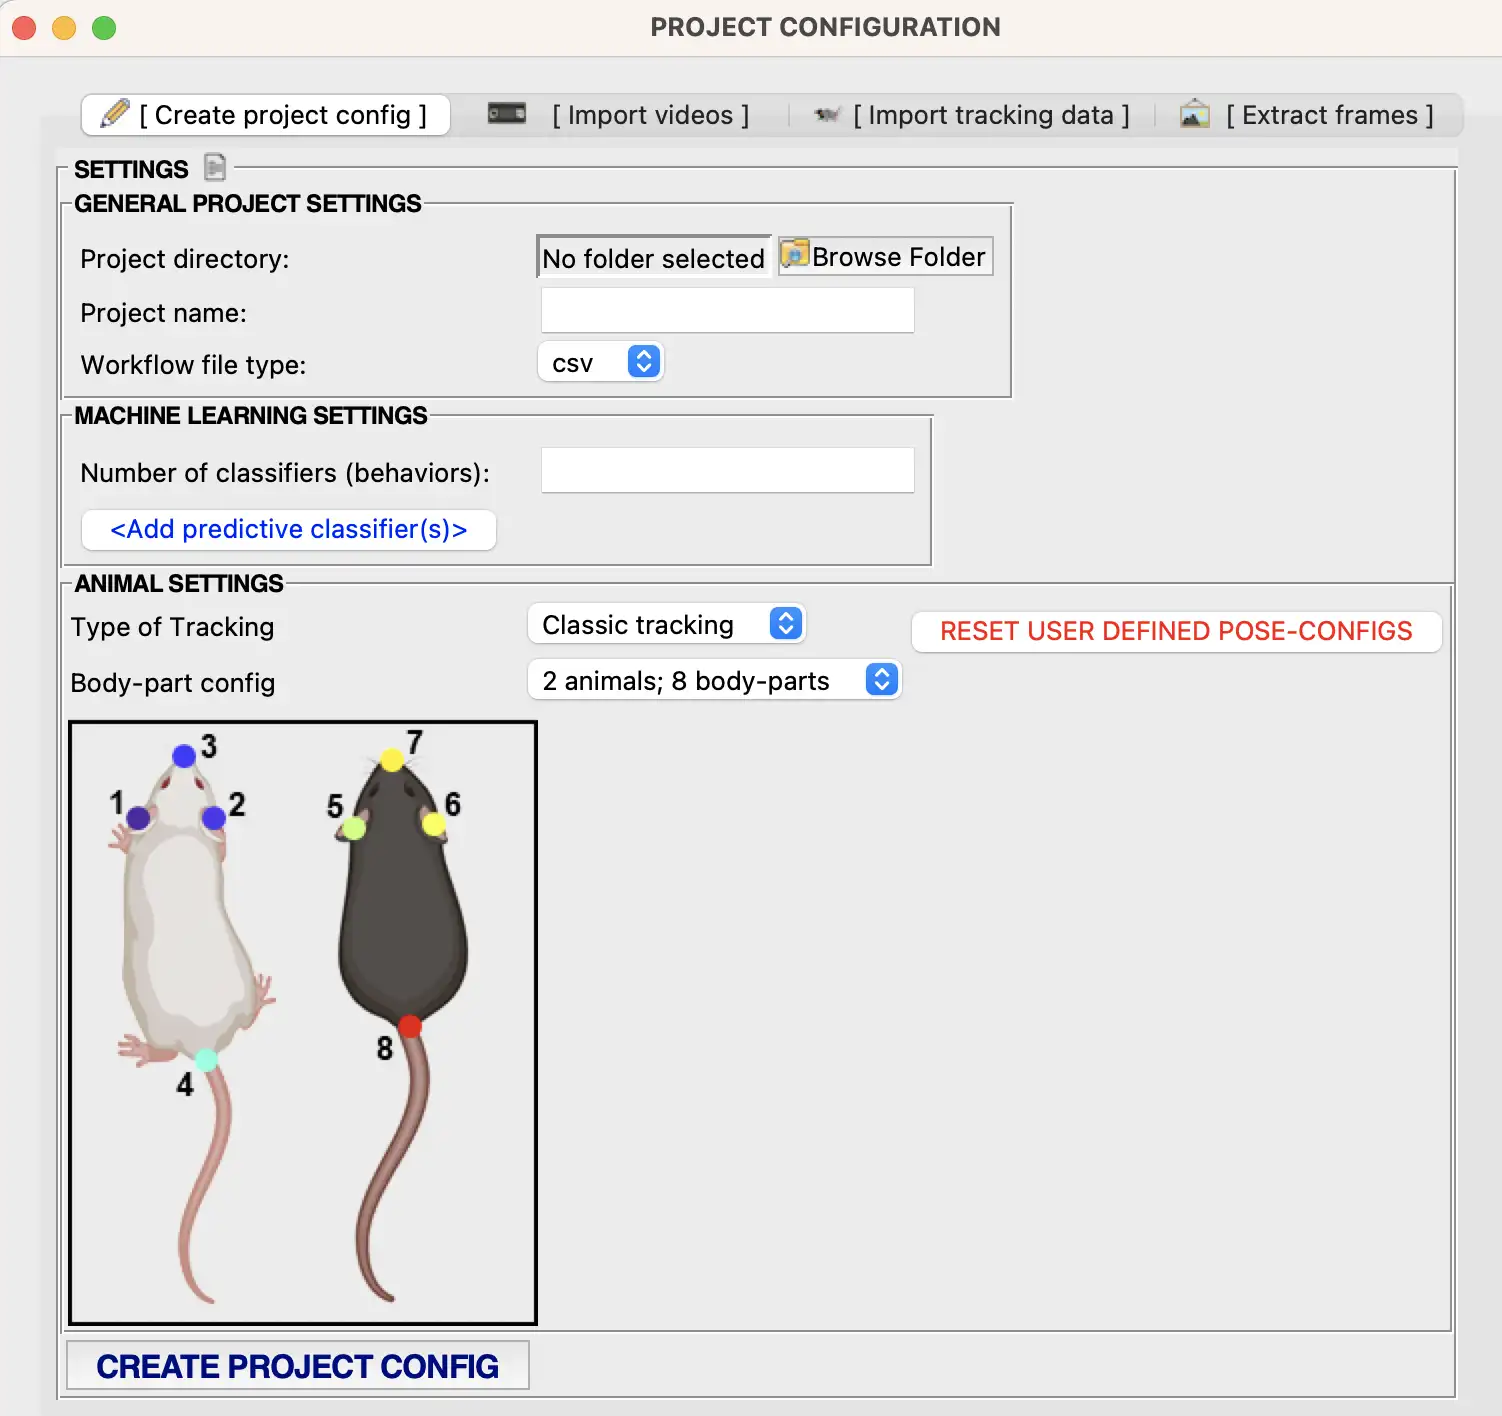 PROJECT CONFIGURATION
[ Create project config ] [ Import videos ] [ Import tracking data ] [ Extract frames ]
SETTINGS
GENERAL PROJECT SETTINGS
Project directory: No folder selected Browse Folder
Project name:
Workflow file type: csv
MACHINE LEARNING SETTINGS
Number of classifiers (behaviors):
<Add predictive classifier(s)>
ANIMAL SETTINGS
Type of Tracking Classic tracking RESET USER DEFINED POSE-CONFIGS
Body-part config 2 animals; 8 body-parts
3 7
1 2 5 6
8
4
CREATE PROJECT CONFIG